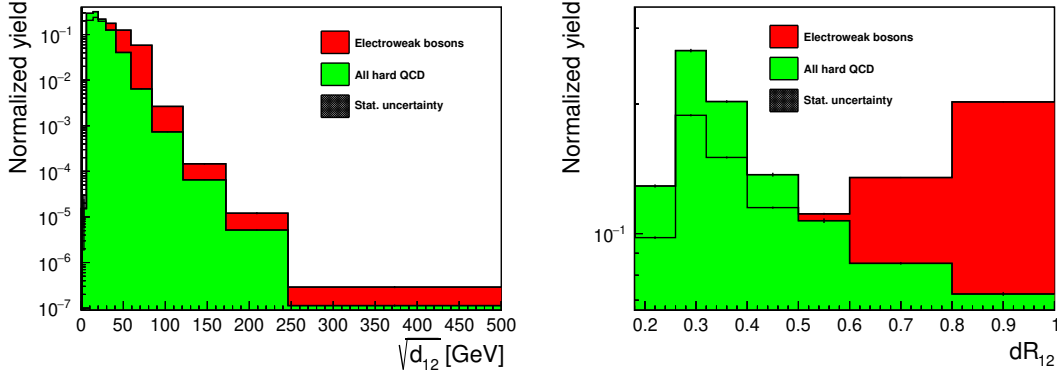 Normalized yield
10⁻¹
10⁻²
10⁻³
10⁻⁴
10⁻⁵
10⁻⁶
10⁻⁷
Electroweak bosons
All hard QCD
Stat. uncertainty
0 50 100 150 200 250 300 350 400 450 500
√d₁₂ [GeV]
Normalized yield
10⁻¹
Electroweak bosons
All hard QCD
Stat. uncertainty
0.2 0.3 0.4 0.5 0.6 0.7 0.8 0.9 1
dR₁₂